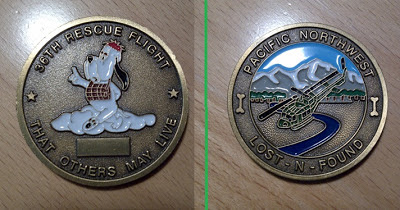 36TH RESCUE FLIGHT
THAT OTHERS MAY LIVE
PACIFIC NORTHWEST
LOST - N - FOUND